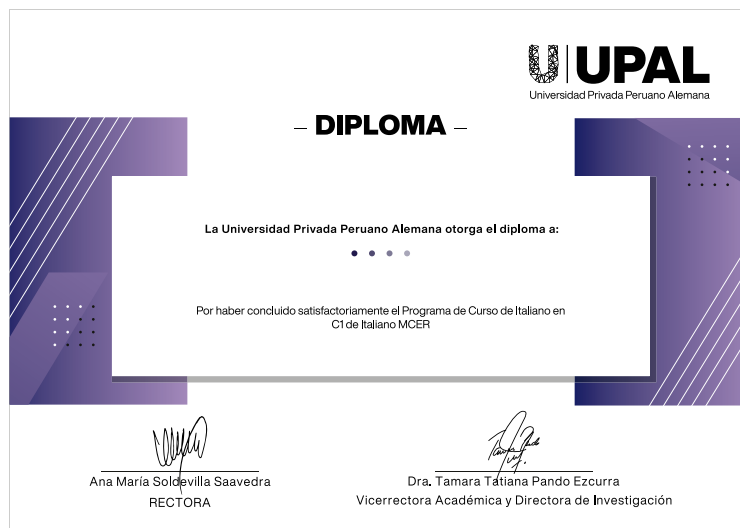 UPAL
Universidad Privada Peruano Alemana
– DIPLOMA –
La Universidad Privada Peruano Alemana otorga el diploma a:
Por haber concluido satisfactoriamente el Programa de Curso de Italiano en
C1 de Italiano MCER
Ana María Soldevilla Saavedra
RECTORA
Dra. Tamara Tatiana Pando Ezcurra
Vicerrectora Académica y Directora de Investigación